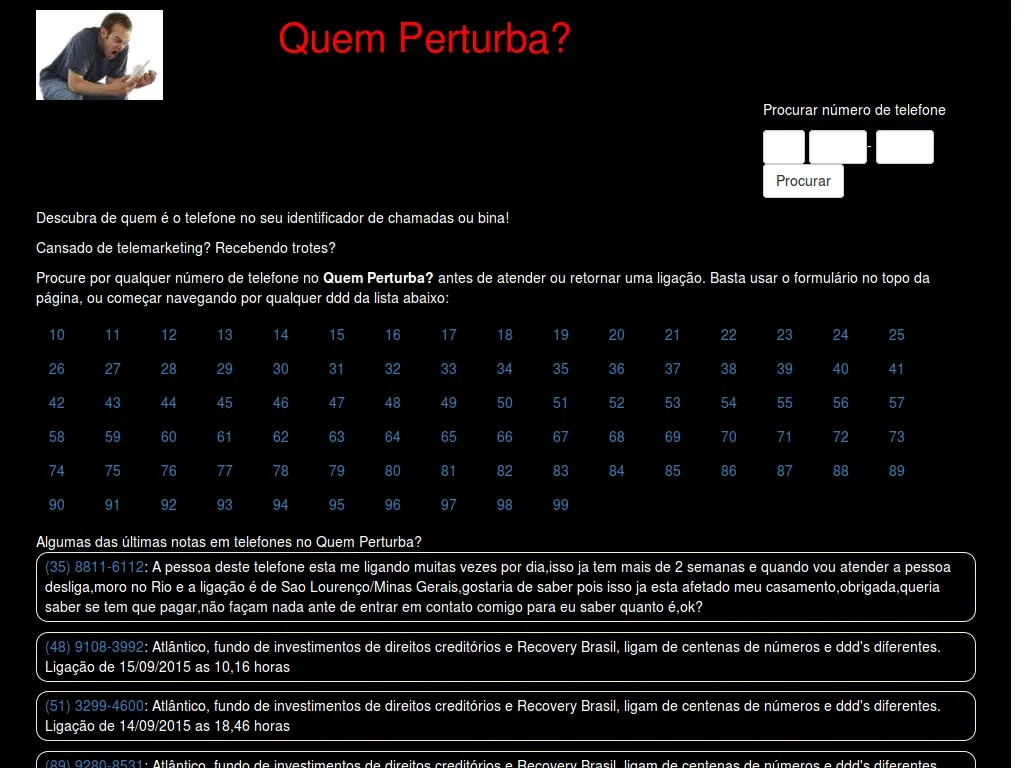 Quem Perturba?
Procurar número de telefone
-
Procurar
Descubra de quem é o telefone no seu identificador de chamadas ou bina!
Cansado de telemarketing? Recebendo trotes?
Procure por qualquer número de telefone no Quem Perturba? antes de atender ou retornar uma ligação. Basta usar o formulário no topo da
página, ou começar navegando por qualquer ddd da lista abaixo:
10 11 12 13 14 15 16 17 18 19 20 21 22 23 24 25
26 27 28 29 30 31 32 33 34 35 36 37 38 39 40 41
42 43 44 45 46 47 48 49 50 51 52 53 54 55 56 57
58 59 60 61 62 63 64 65 66 67 68 69 70 71 72 73
74 75 76 77 78 79 80 81 82 83 84 85 86 87 88 89
90 91 92 93 94 95 96 97 98 99
Algumas das últimas notas em telefones no Quem Perturba?
(35) 8811-6112: A pessoa deste telefone esta me ligando muitas vezes por dia,isso ja tem mais de 2 semanas e quando vou atender a pessoa
desliga,moro no Rio e a ligação é de Sao Lourenço/Minas Gerais,gostaria de saber pois isso ja esta afetado meu casamento,obrigada,queria
saber se tem que pagar,não façam nada ante de entrar em contato comigo para eu saber quanto é,ok?
(48) 9108-3992: Atlântico, fundo de investimentos de direitos creditórios e Recovery Brasil, ligam de centenas de números e ddd's diferentes.
Ligação de 15/09/2015 as 10,16 horas
(51) 3299-4600: Atlântico, fundo de investimentos de direitos creditórios e Recovery Brasil, ligam de centenas de números e ddd's diferentes.
Ligação de 14/09/2015 as 18,46 horas
(89) 9280-8531: Atlântico, fundo de investimentos de direitos creditórios e Recovery Brasil, ligam de centenas de números e ddd's diferentes.